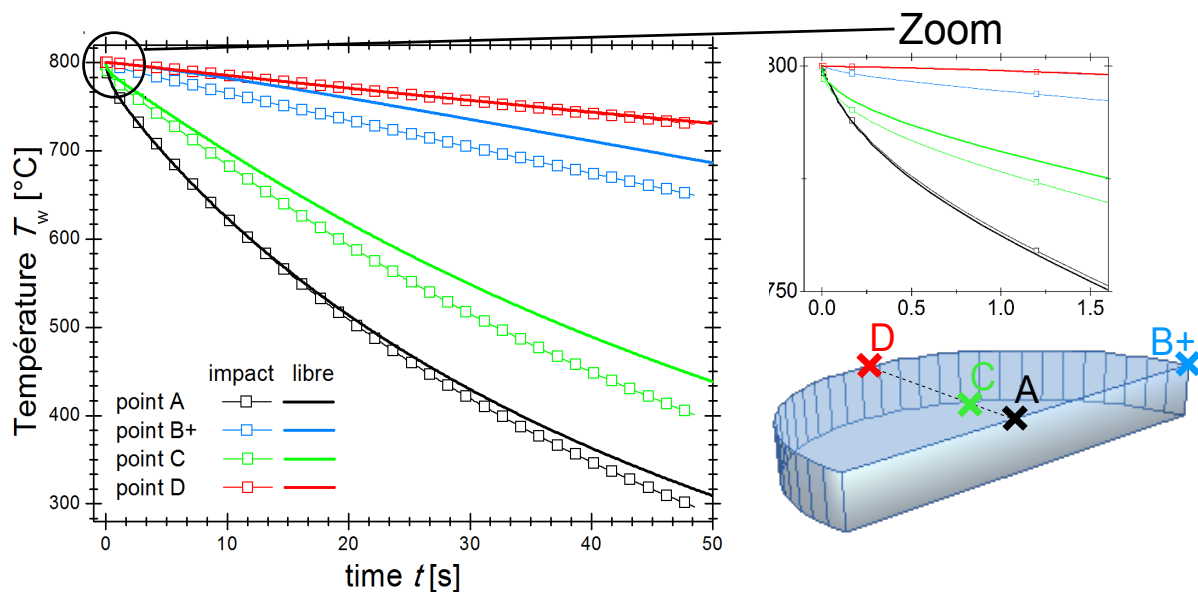 Zoom
800
700
600
500
400
300
0
10
20
30
40
50
Température T_w [°C]
time t [s]
impact libre
point A
point B+
point C
point D
300
750
0.0
0.5
1.0
1.5
D
B+
C
A